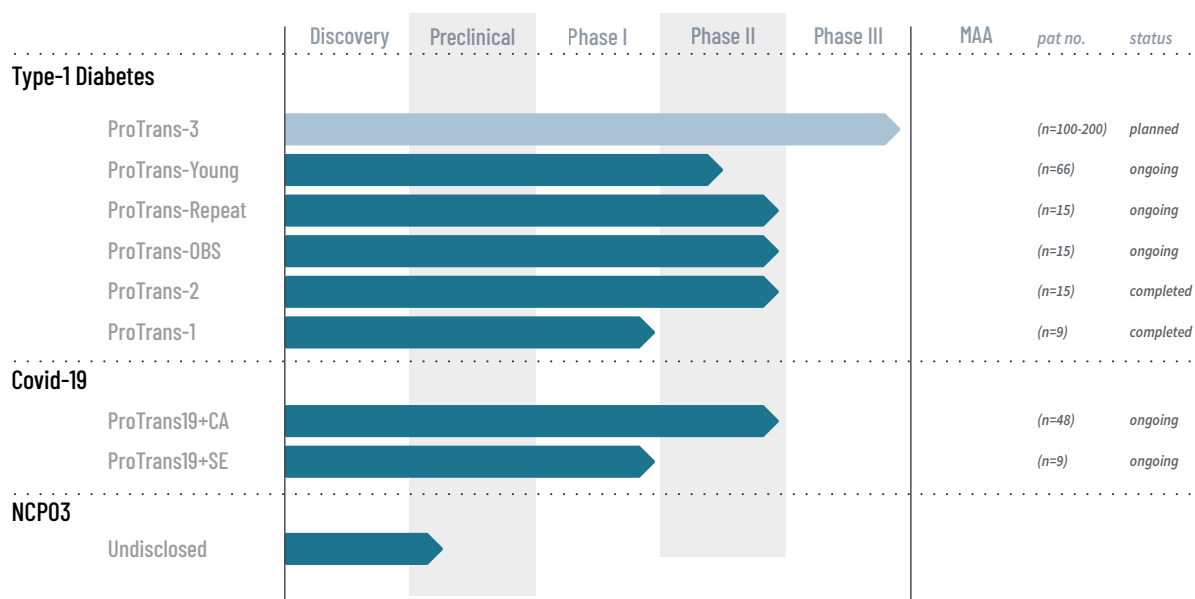 Discovery Preclinical Phase I Phase II Phase III MAA pat no. status
Type-1 Diabetes
ProTrans-3 (n=100-200) planned
ProTrans-Young (n=66) ongoing
ProTrans-Repeat (n=15) ongoing
ProTrans-OBS (n=15) ongoing
ProTrans-2 (n=15) completed
ProTrans-1 (n=9) completed
Covid-19
ProTrans19+CA (n=48) ongoing
ProTrans19+SE (n=9) ongoing
NCP03
Undisclosed